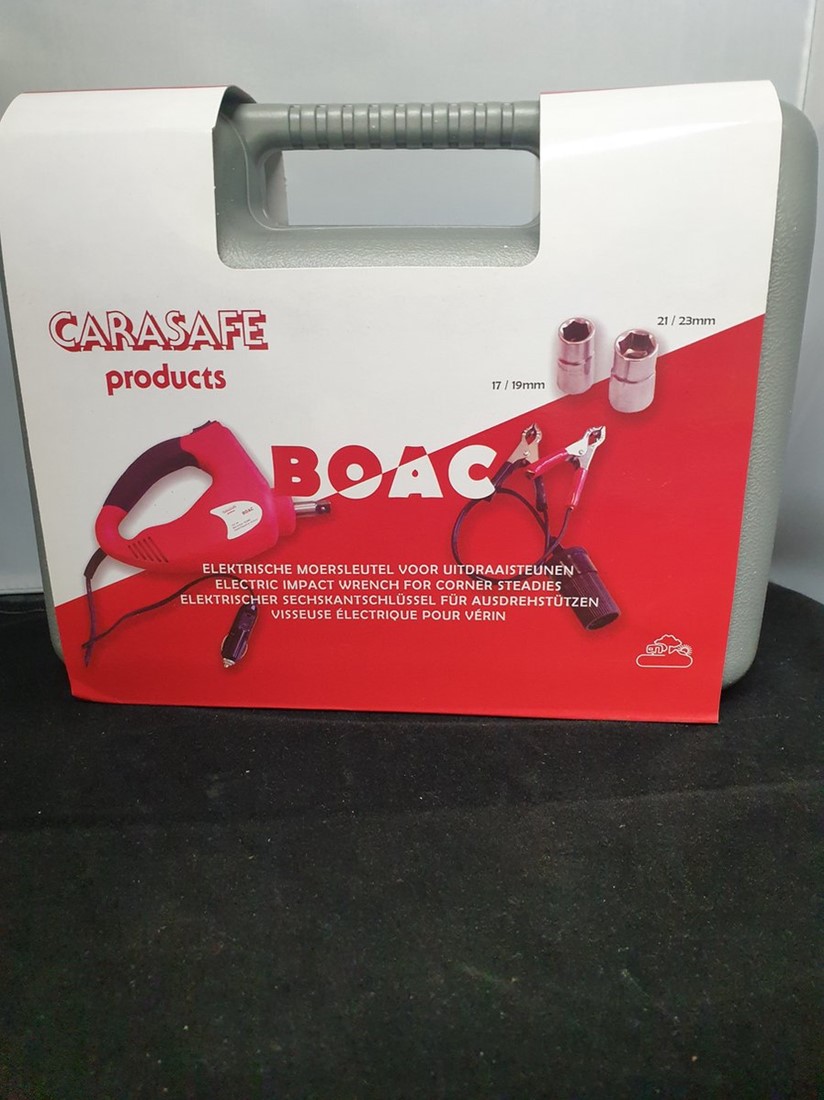 CARASAFE
products
21 / 23mm
17 / 19mm
BOAC
BOAC
ELEKTRISCHE MOERSLEUTEL VOOR UITDRAAISTEUNEN
ELECTRIC IMPACT WRENCH FOR CORNER STEADIES
ELEKTRISCHER SECHSKANTSCHLÜSSEL FÜR AUSDREHSTÜTZEN
VISSEUSE ÉLECTRIQUE POUR VÉRIN